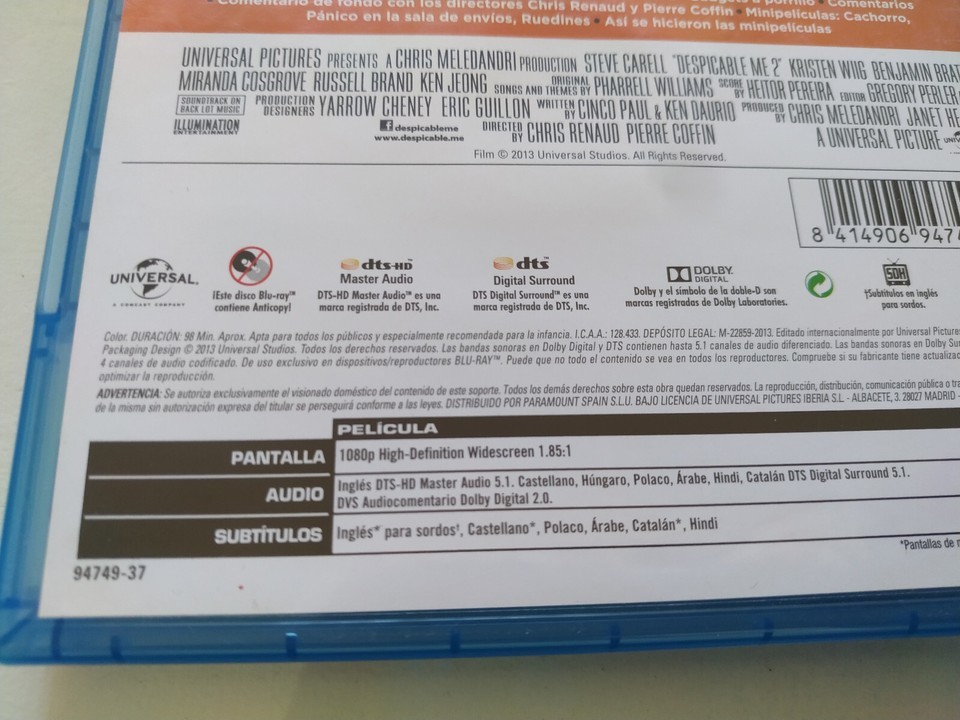 Comentario de fondo con los directores Chris Renaud y Pierre Coffin • Minipelículas: Cachorro,
Comentarios
Pánico en la sala de envíos, Ruedines • Así se hicieron las minipelículas
UNIVERSAL PICTURES PRESENTS A CHRIS MELEDANDRI PRODUCTION STEVE CARELL "DESPICABLE ME 2" KRISTEN WIIG BENJAMIN
MIRANDA COSGROVE RUSSELL BRAND KEN JEONG SONGS AND THEMES BY ORIGINAL PHARRELL WILLIAMS SCORE BY HEITOR PEREIRA EDITOR GREGORY PERLER
SOUNDTRACK ON BACK LOT MUSIC PRODUCTION DESIGNERS YARROW CHENEY ERIC GUILLON WRITTEN BY CINCO PAUL & KEN DAURIO PRODUCED BY CHRIS MELEDANDRI JANET
ILLUMINATION ENTERTAINMENT f despicableme www.despicable.me DIRECTED BY CHRIS RENAUD PIERRE COFFIN A UNIVERSAL PICTURE
Film © 2013 Universal Studios. All Rights Reserved.
8 414906 947
UNIVERSAL
A COMCAST COMPANY
¡Este disco Blu-ray™
contiene Anticopy!
dts-HD
Master Audio
DTS-HD Master Audio™ es una
marca registrada de DTS, Inc.
dts
Digital Surround
DTS Digital Surround™ es una
marca registrada de DTS, Inc.
DOLBY
DIGITAL
Dolby y el símbolo de la doble-D son
marcas registradas de Dolby Laboratories.
SDH
†Subtítulos en inglés
para sordos.
Color. DURACIÓN: 98 Min. Aprox. Apta para todos los públicos y especialmente recomendada para la infancia. I.C.A.A.: 128.433. DEPÓSITO LEGAL: M-22859-2013. Editado internacionalmente por Universal Pictures
Packaging Design © 2013 Universal Studios. Todos los derechos reservados. Las bandas sonoras en Dolby Digital y DTS contienen hasta 5.1 canales de audio diferenciado. Las bandas sonoras en Dolby
4 canales de audio codificado. De uso exclusivo en dispositivos/reproductores BLU-RAY™. Puede que no todo el contenido se vea en todos los reproductores. Compruebe si su fabricante tiene
optimizar la reproducción.
ADVERTENCIA: Se autoriza exclusivamente el visionado doméstico del contenido de este soporte. Todos los demás derechos sobre esta obra quedan reservados. La reproducción, distribución, comunicación pública o
de la misma sin autorización expresa del titular se perseguirá conforme a las leyes. DISTRIBUIDO POR PARAMOUNT SPAIN S.L.U. BAJO LICENCIA DE UNIVERSAL PICTURES IBERIA S.L - ALBACETE, 3. 28027 MADRID -
PELÍCULA
PANTALLA 1080p High-Definition Widescreen 1.85:1
AUDIO Inglés DTS-HD Master Audio 5.1. Castellano, Húngaro, Polaco, Árabe, Hindi, Catalán DTS Digital Surround 5.1.
DVS Audiocomentario Dolby Digital 2.0.
SUBTÍTULOS Inglés* para sordos†, Castellano*, Polaco, Árabe, Catalán*, Hindi
*Pantallas de
94749-37